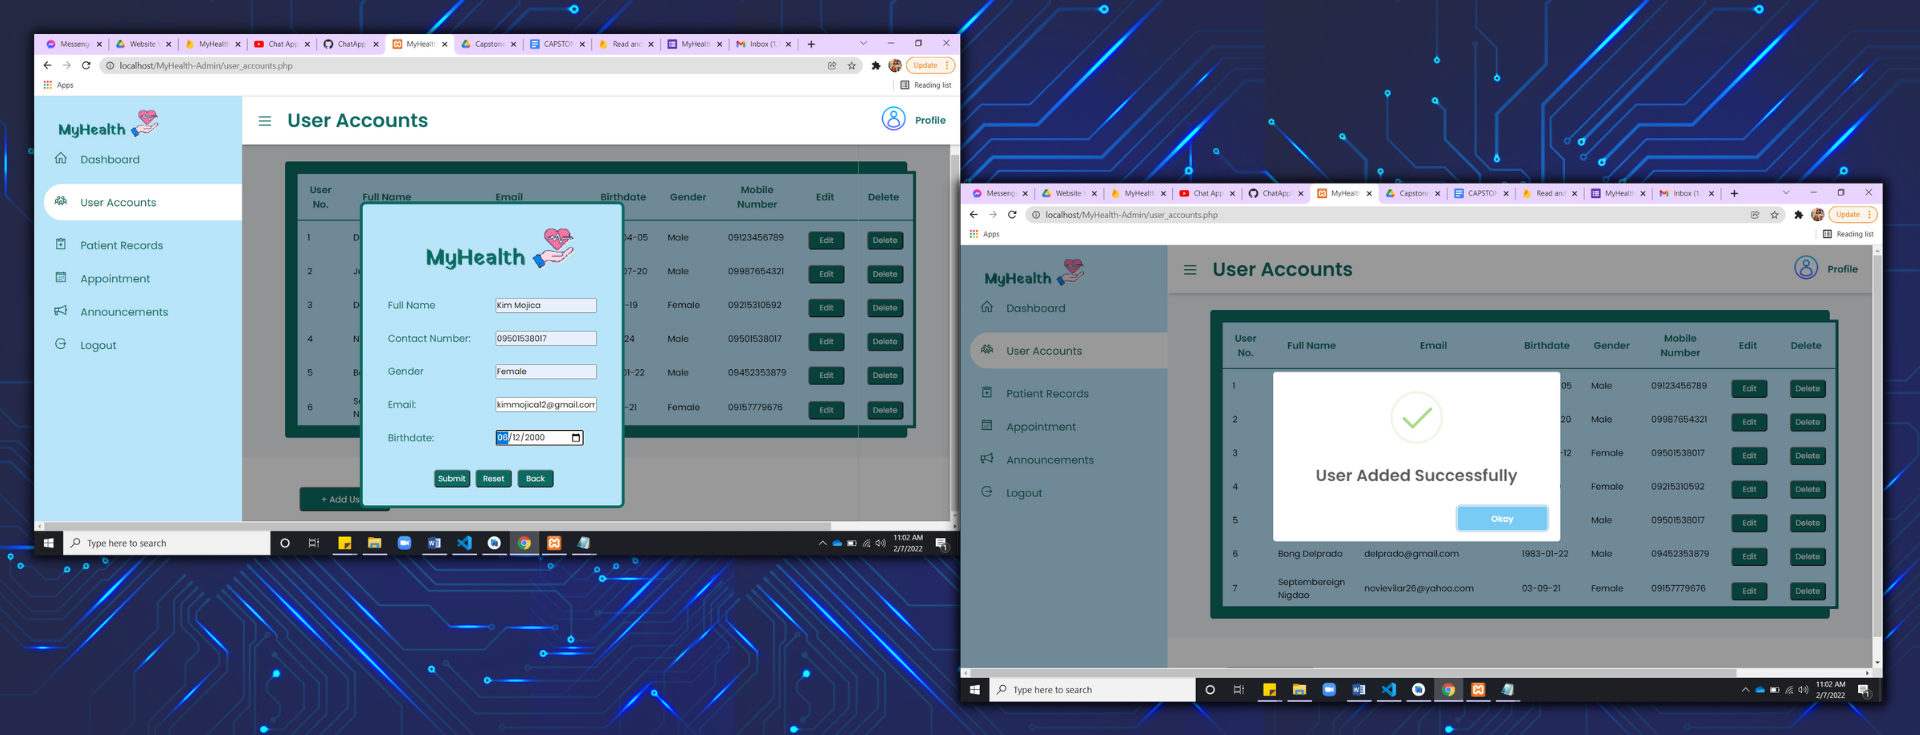 Messeng
Website \
MyHealth
Chat App
ChatApp
MyHealth
Capstone
CAPSTO
Read and
MyHealth
Inbox (1,
localhost/MyHealth-Admin/user_accounts.php
Update
Apps
Reading list
MyHealth
Dashboard
User Accounts
Patient Records
Appointment
Announcements
Logout
User Accounts
Profile
User No. Full Name Email Birthdate Gender Mobile Number Edit Delete
1 D 04-05 Male 09123456789 Edit Delete
2 Ju 07-20 Male 09987654321 Edit Delete
3 D -19 Female 09215310592 Edit Delete
4 N 24 Male 09501538017 Edit Delete
5 B 01-22 Male 09452353879 Edit Delete
6 S N -21 Female 09157779676 Edit Delete
+ Add Us
MyHealth
Full Name Kim Mojica
Contact Number: 09501538017
Gender Female
Email: kimmojica12@gmail.com
Birthdate: 06/12/2000
Submit Reset Back
Type here to search
11:02 AM
2/7/2022
Messeng
Website \
MyHealth
Chat App
ChatApp
MyHealth
Capstone
CAPSTO
Read and
MyHealth
Inbox (1,
localhost/MyHealth-Admin/user_accounts.php
Update
Apps
Reading list
MyHealth
Dashboard
User Accounts
Patient Records
Appointment
Announcements
Logout
User Accounts
Profile
User No. Full Name Email Birthdate Gender Mobile Number Edit Delete
1 05 Male 09123456789 Edit Delete
2 20 Male 09987654321 Edit Delete
3 -12 Female 09501538017 Edit Delete
4 Female 09215310592 Edit Delete
5 Male 09501538017 Edit Delete
6 Bong Delprado delprado@gmail.com 1983-01-22 Male 09452353879 Edit Delete
7 Septembereign Nigdao novievilar26@yahoo.com 03-09-21 Female 09157779676 Edit Delete
User Added Successfully
Okay
Type here to search
11:02 AM
2/7/2022